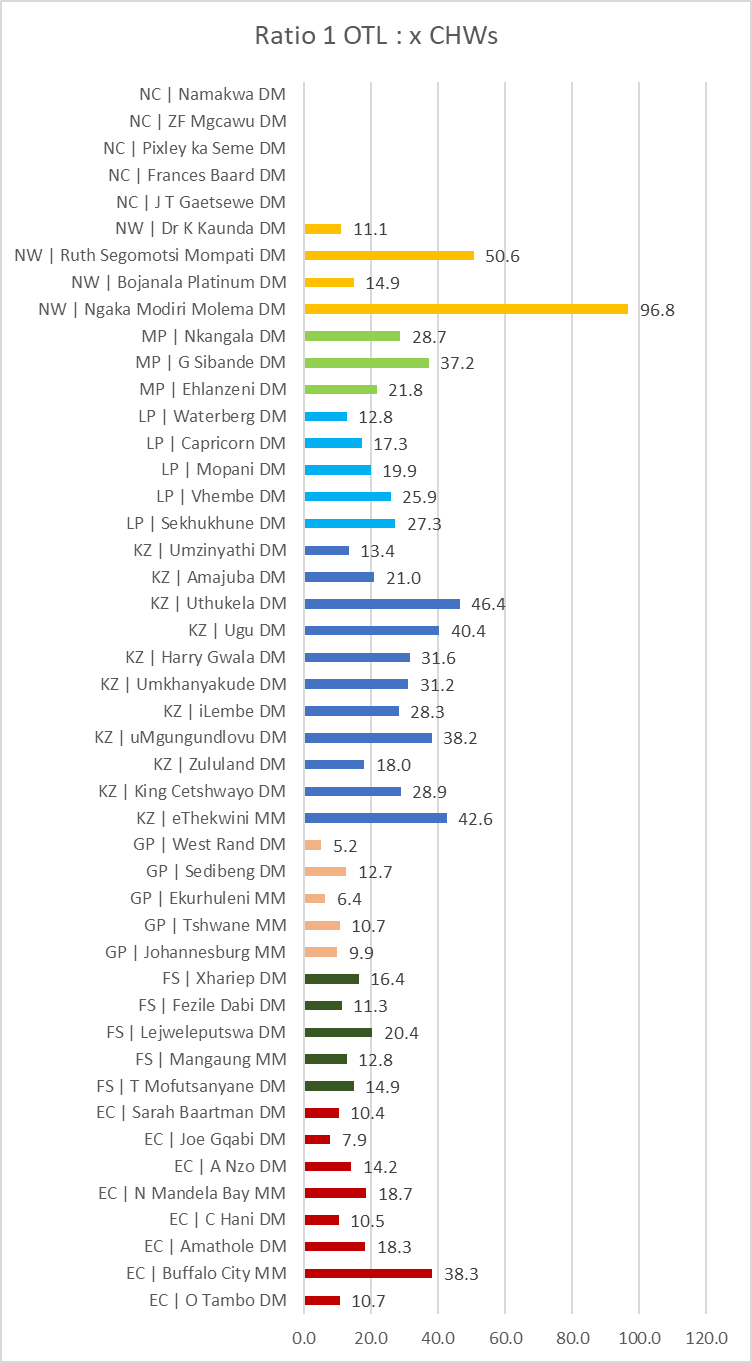 Ratio 1 OTL : x CHWs
NC | Namakwa DM
NC | ZF Mgcawu DM
NC | Pixley ka Seme DM
NC | Frances Baard DM
NC | J T Gaetsewe DM
NW | Dr K Kaunda DM 11.1
NW | Ruth Segomotsi Mompati DM 50.6
NW | Bojanala Platinum DM 14.9
NW | Ngaka Modiri Molema DM 96.8
MP | Nkangala DM 28.7
MP | G Sibande DM 37.2
MP | Ehlanzeni DM 21.8
LP | Waterberg DM 12.8
LP | Capricorn DM 17.3
LP | Mopani DM 19.9
LP | Vhembe DM 25.9
LP | Sekhukhune DM 27.3
KZ | Umzinyathi DM 13.4
KZ | Amajuba DM 21.0
KZ | Uthukela DM 46.4
KZ | Ugu DM 40.4
KZ | Harry Gwala DM 31.6
KZ | Umkhanyakude DM 31.2
KZ | iLembe DM 28.3
KZ | uMgungundlovu DM 38.2
KZ | Zululand DM 18.0
KZ | King Cetshwayo DM 28.9
KZ | eThekwini MM 42.6
GP | West Rand DM 5.2
GP | Sedibeng DM 12.7
GP | Ekurhuleni MM 6.4
GP | Tshwane MM 10.7
GP | Johannesburg MM 9.9
FS | Xhariep DM 16.4
FS | Fezile Dabi DM 11.3
FS | Lejweleputswa DM 20.4
FS | Mangaung MM 12.8
FS | T Mofutsanyane DM 14.9
EC | Sarah Baartman DM 10.4
EC | Joe Gqabi DM 7.9
EC | A Nzo DM 14.2
EC | N Mandela Bay MM 18.7
EC | C Hani DM 10.5
EC | Amathole DM 18.3
EC | Buffalo City MM 38.3
EC | O Tambo DM 10.7
0.0 20.0 40.0 60.0 80.0 100.0 120.0